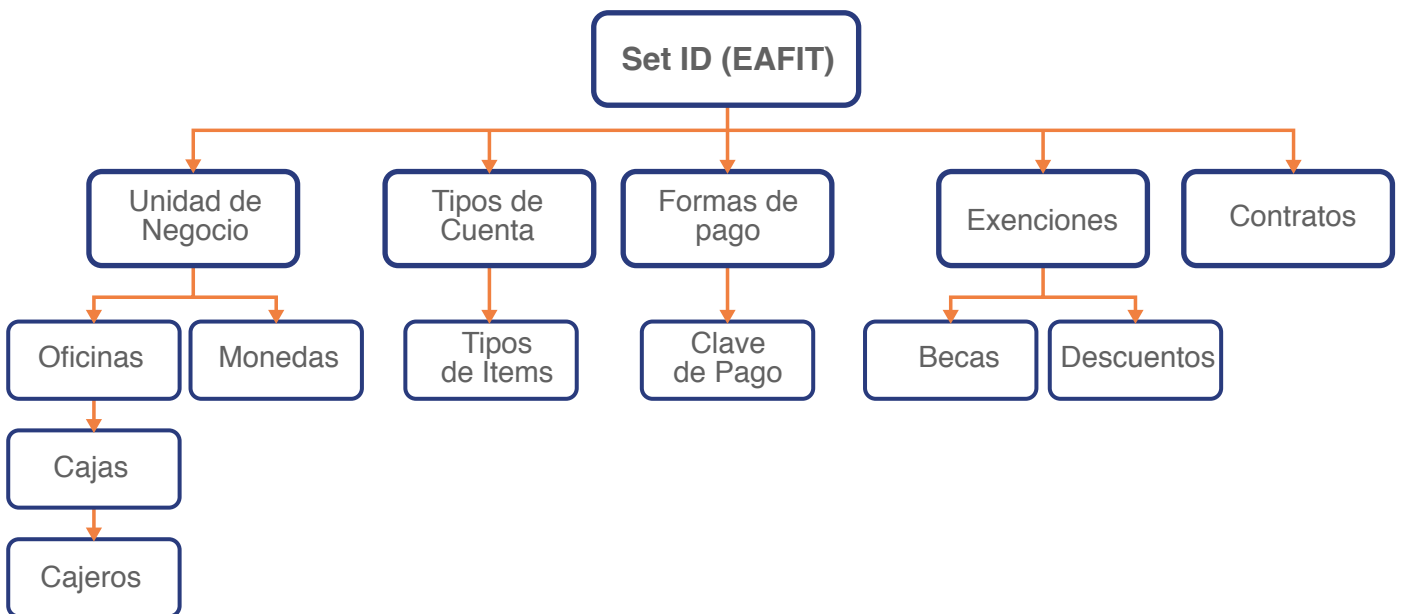 Set ID (EAFIT)
Unidad de
Negocio
Tipos de
Cuenta
Formas de
pago
Exenciones
Contratos
Oficinas
Monedas
Tipos
de Items
Clave
de Pago
Becas
Descuentos
Cajas
Cajeros